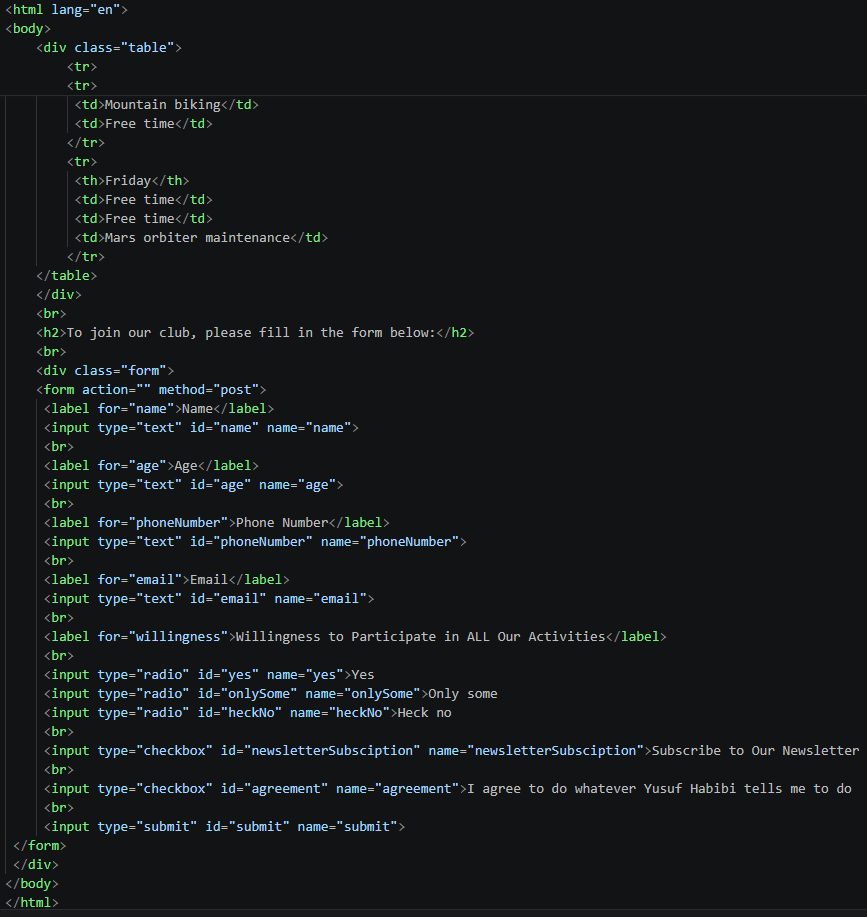 <html lang="en">
<body>
<div class="table">
<tr>
<tr>
<td>Mountain biking</td>
<td>Free time</td>
</tr>
<tr>
<th>Friday</th>
<td>Free time</td>
<td>Free time</td>
<td>Mars orbiter maintenance</td>
</tr>
</table>
</div>
<br>
<h2>To join our club, please fill in the form below:</h2>
<br>
<div class="form">
<form action="" method="post">
<label for="name">Name</label>
<input type="text" id="name" name="name">
<br>
<label for="age">Age</label>
<input type="text" id="age" name="age">
<br>
<label for="phoneNumber">Phone Number</label>
<input type="text" id="phoneNumber" name="phoneNumber">
<br>
<label for="email">Email</label>
<input type="text" id="email" name="email">
<br>
<label for="willingness">Willingness to Participate in ALL Our Activities</label>
<br>
<input type="radio" id="yes" name="yes">Yes
<input type="radio" id="onlySome" name="onlySome">Only some
<input type="radio" id="heckNo" name="heckNo">Heck no
<br>
<input type="checkbox" id="newsletterSubsciption" name="newsletterSubsciption">Subscribe to Our Newsletter
<br>
<input type="checkbox" id="agreement" name="agreement">I agree to do whatever Yusuf Habibi tells me to do
<br>
<input type="submit" id="submit" name="submit">
</form>
</div>
</body>
</html>